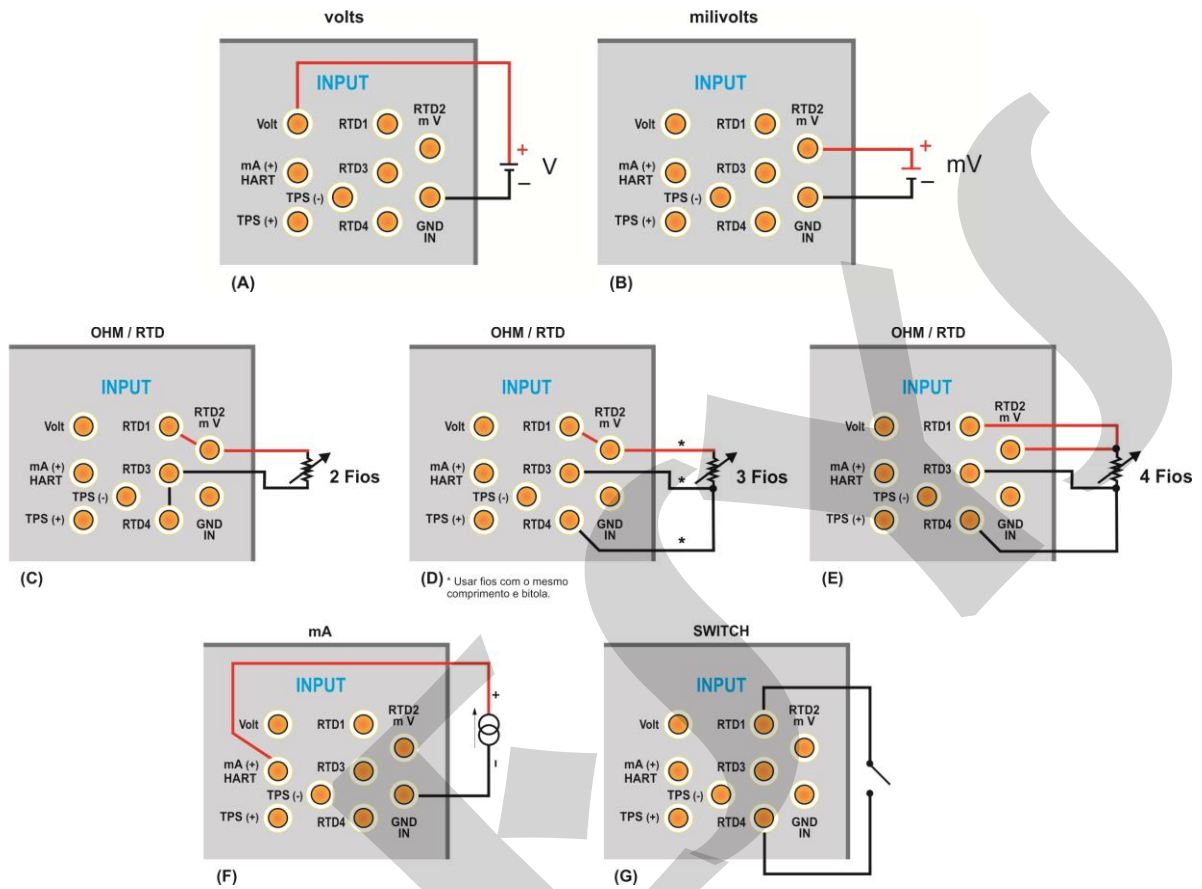 volts
INPUT
Volt
RTD1
RTD2
m V
mA (+)
HART
RTD3
TPS (-)
TPS (+)
RTD4
GND
IN
+
–
V
(A)
milivolts
INPUT
Volt
RTD1
RTD2
m V
mA (+)
HART
RTD3
TPS (-)
TPS (+)
RTD4
GND
IN
+
–
mV
(B)
OHM / RTD
INPUT
Volt
RTD1
RTD2
m V
mA (+)
HART
RTD3
TPS (-)
TPS (+)
RTD4
GND
IN
2 Fios
(C)
OHM / RTD
INPUT
Volt
RTD1
RTD2
m V
mA (+)
HART
RTD3
TPS (-)
TPS (+)
RTD4
GND
IN
*
*
*
3 Fios
(D)
* Usar fios com o mesmo
comprimento e bitola.
OHM / RTD
INPUT
Volt
RTD1
RTD2
m V
mA (+)
HART
RTD3
TPS (-)
TPS (+)
RTD4
GND
IN
4 Fios
(E)
mA
INPUT
Volt
RTD1
RTD2
m V
mA (+)
HART
RTD3
TPS (-)
TPS (+)
RTD4
GND
IN
+
–
(F)
SWITCH
INPUT
Volt
RTD1
RTD2
m V
mA (+)
HART
RTD3
TPS (-)
TPS (+)
RTD4
GND
IN
(G)